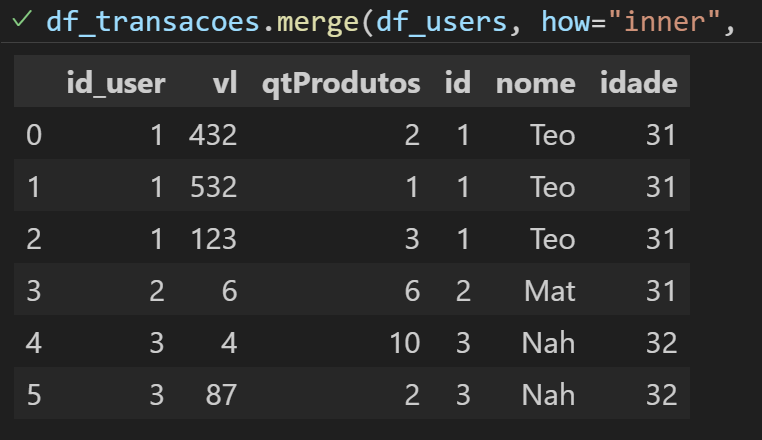 df_transacoes.merge(df_users, how="inner",
id_user vl qtProdutos id nome idade
0 1 432 2 1 Teo 31
1 1 532 1 1 Teo 31
2 1 123 3 1 Teo 31
3 2 6 6 2 Mat 31
4 3 4 10 3 Nah 32
5 3 87 2 3 Nah 32